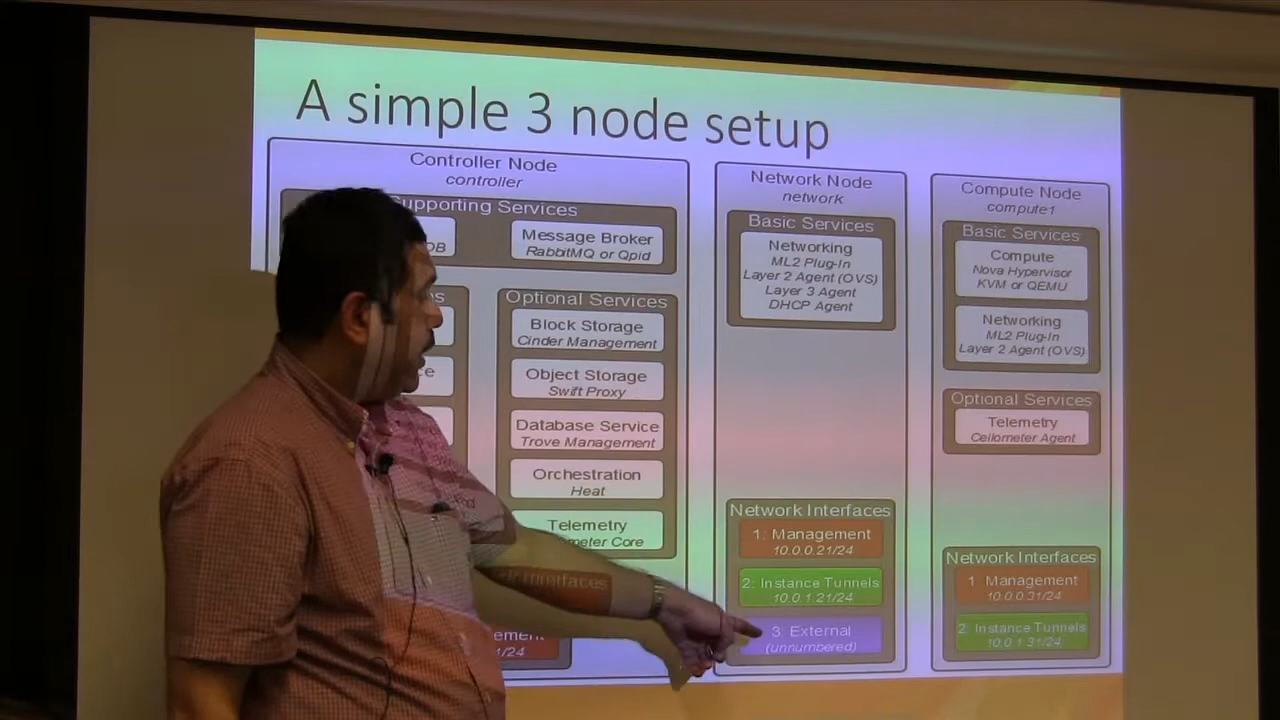 A simple 3 node setup
Controller Node
controller
Supporting Services
Message Broker
RabbitMQ or Qpid
Optional Services
Block Storage
Cinder Management
Object Storage
Swift Proxy
Database Service
Trove Management
Orchestration
Heat
Telemetry
Network Node
network
Basic Services
Networking
ML2 Plug-In
Layer 2 Agent (OVS)
Layer 3 Agent
DHCP Agent
Network Interfaces
1: Management
10.0.0.21/24
2: Instance Tunnels
10.0.1.21/24
3: External
(unnumbered)
Compute Node
compute1
Basic Services
Compute
Nova Hypervisor
KVM or QEMU
Networking
ML2 Plug-In
Layer 2 Agent (OVS)
Optional Services
Telemetry
Ceilometer Agent
Network Interfaces
1: Management
10.0.0.31/24
2: Instance Tunnels
10.0.1.31/24